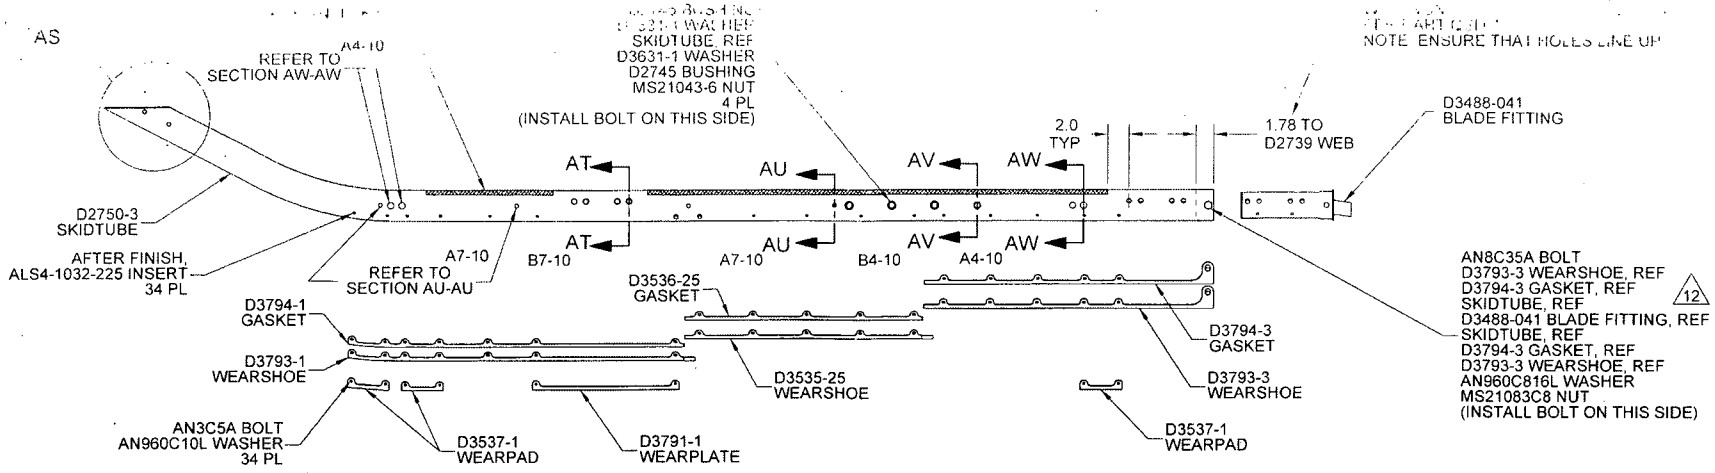 AS
A4-10
REFER TO
SECTION AW-AW
WASHER
SKIDTUBE, REF
D3631-1 WASHER
D2745 BUSHING
MS21043-6 NUT
4 PL
(INSTALL BOLT ON THIS SIDE)
NOTE ENSURE THAT HOLES LINE UP
2.0
TYP
1.78 TO
D2739 WEB
D3488-041
BLADE FITTING
AT
AU
AV
AW
D2750-3
SKIDTUBE
AFTER FINISH,
ALS4-1032-225 INSERT
34 PL
REFER TO
SECTION AU-AU
A7-10
B7-10
AT
A7-10
AU
B4-10
AV
A4-10
AW
D3794-1
GASKET
D3793-1
WEARSHOE
AN3C5A BOLT
AN960C10L WASHER
34 PL
D3537-1
WEARPAD
D3791-1
WEARPLATE
D3536-25
GASKET
D3535-25
WEARSHOE
D3794-3
GASKET
D3793-3
WEARSHOE
D3537-1
WEARPAD
AN8C35A BOLT
D3793-3 WEARSHOE, REF
D3794-3 GASKET, REF
SKIDTUBE, REF
D3488-041 BLADE FITTING, REF
SKIDTUBE, REF
D3794-3 GASKET, REF
D3793-3 WEARSHOE, REF
AN960C816L WASHER
MS21083C8 NUT
(INSTALL BOLT ON THIS SIDE)
12